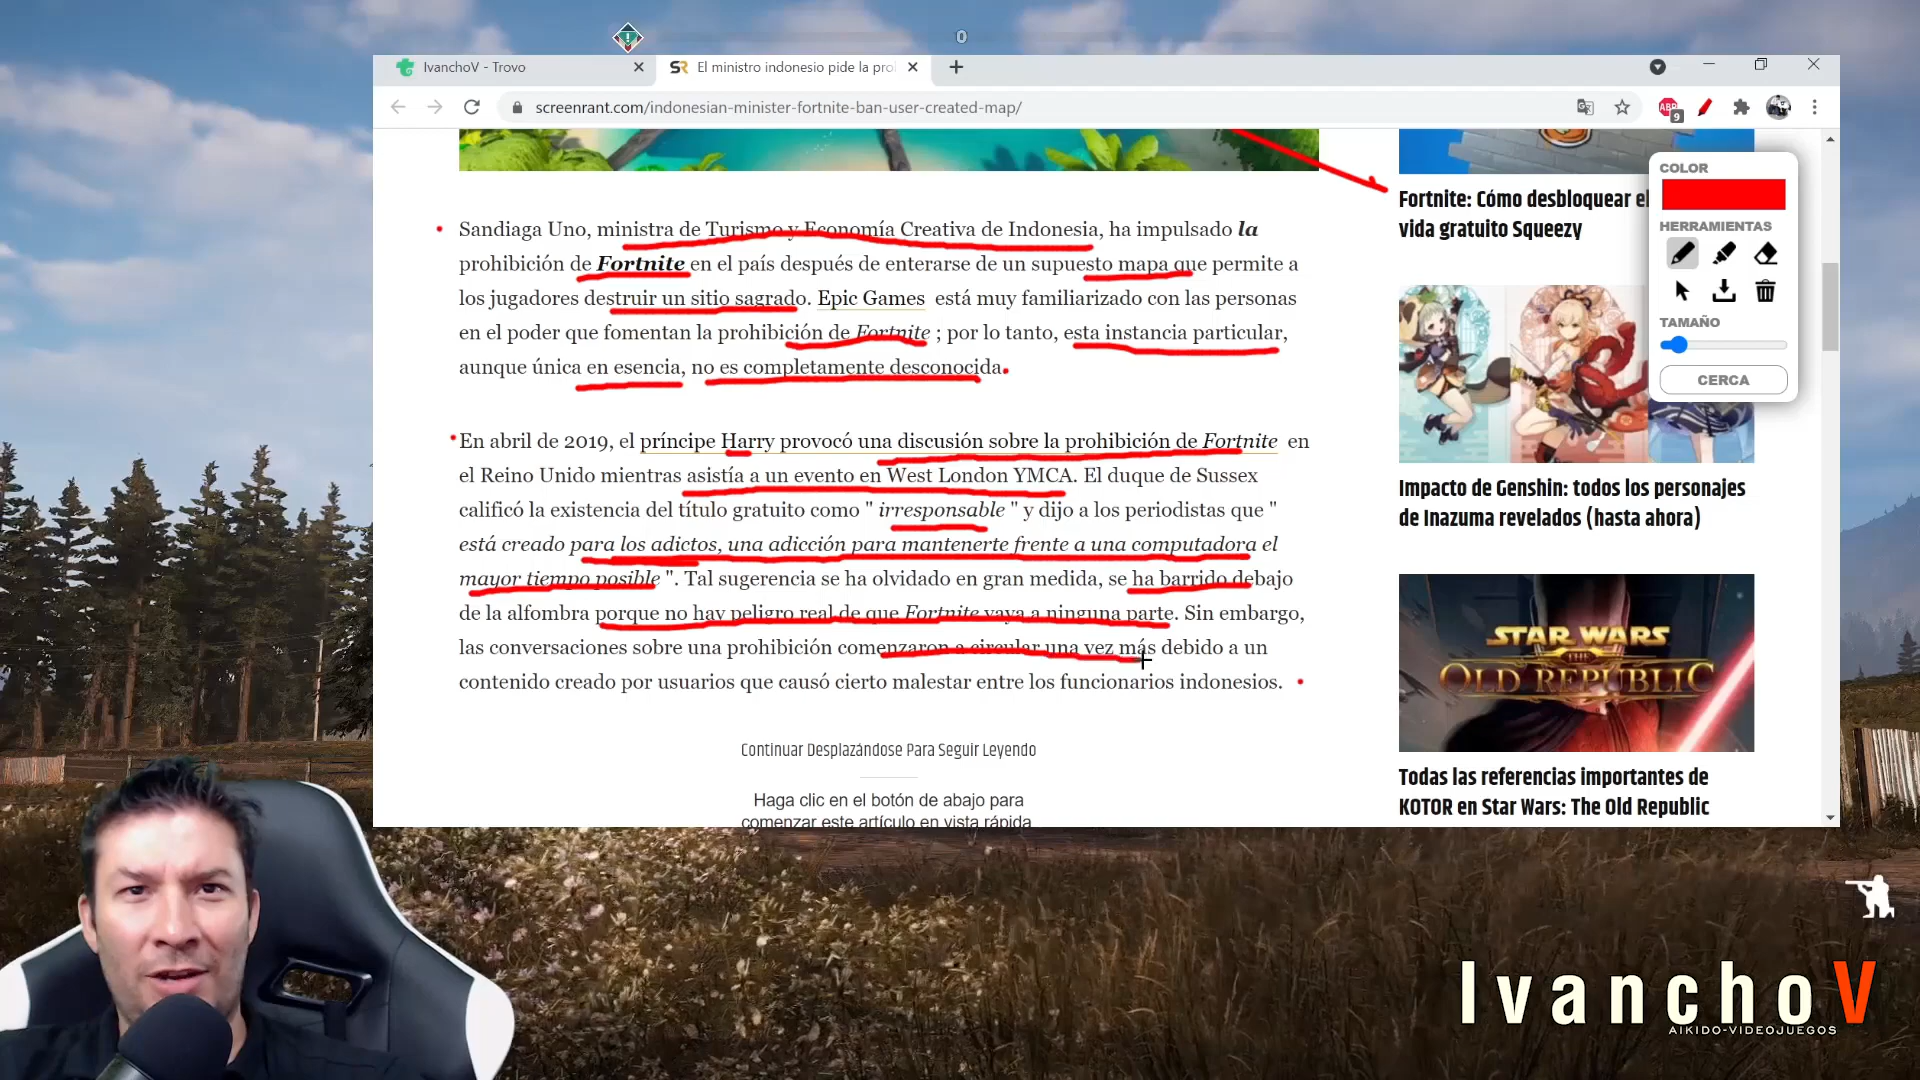 0
IvanchoV - Trovo
SR El ministro indonesio pide la pro
screenrant.com/indonesian-minister-fortnite-ban-user-created-map/
ABP
9
Sandiaga Uno, ministra de Turismo y Economía Creativa de Indonesia, ha impulsado la
prohibición de Fortnite en el país después de enterarse de un supuesto mapa que permite a
los jugadores destruir un sitio sagrado. Epic Games está muy familiarizado con las personas
en el poder que fomentan la prohibición de Fortnite ; por lo tanto, esta instancia particular,
aunque única en esencia, no es completamente desconocida.
En abril de 2019, el príncipe Harry provocó una discusión sobre la prohibición de Fortnite en
el Reino Unido mientras asistía a un evento en West London YMCA. El duque de Sussex
calificó la existencia del título gratuito como " irresponsable " y dijo a los periodistas que "
está creado para los adictos, una adicción para mantenerte frente a una computadora el
mayor tiempo posible ". Tal sugerencia se ha olvidado en gran medida, se ha barrido debajo
de la alfombra porque no hay peligro real de que Fortnite vaya a ninguna parte. Sin embargo,
las conversaciones sobre una prohibición comenzaron a circular una vez más debido a un
contenido creado por usuarios que causó cierto malestar entre los funcionarios indonesios.
Continuar Desplazándose Para Seguir Leyendo
Haga clic en el botón de abajo para
comenzar este artículo en vista rápida
Fortnite: Cómo desbloquear el
vida gratuito Squeezy
COLOR
HERRAMIENTAS
TAMAÑO
CERCA
Impacto de Genshin: todos los personajes
de Inazuma revelados (hasta ahora)
STAR WARS
THE
OLD REPUBLIC
Todas las referencias importantes de
KOTOR en Star Wars: The Old Republic
IvanchoV
AIKIDO-VIDEOJUEGOS